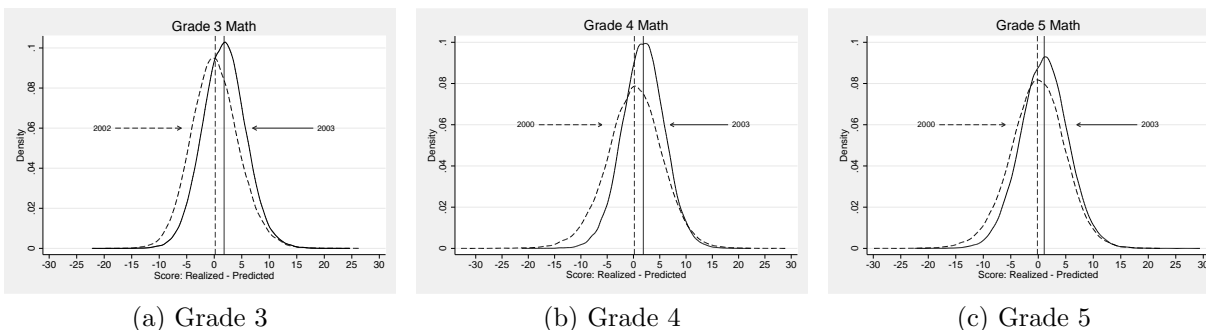 Grade 3 Math
.1
.08
.06
.04
.02
0
Density
2002
2003
-30 -25 -20 -15 -10 -5 0 5 10 15 20 25 30
Score: Realized - Predicted
(a) Grade 3
Grade 4 Math
.1
.08
.06
.04
.02
0
Density
2000
2003
-30 -25 -20 -15 -10 -5 0 5 10 15 20 25 30
Score: Realized - Predicted
(b) Grade 4
Grade 5 Math
.1
.08
.06
.04
.02
0
Density
2000
2003
-30 -25 -20 -15 -10 -5 0 5 10 15 20 25 30
Score: Realized - Predicted
(c) Grade 5